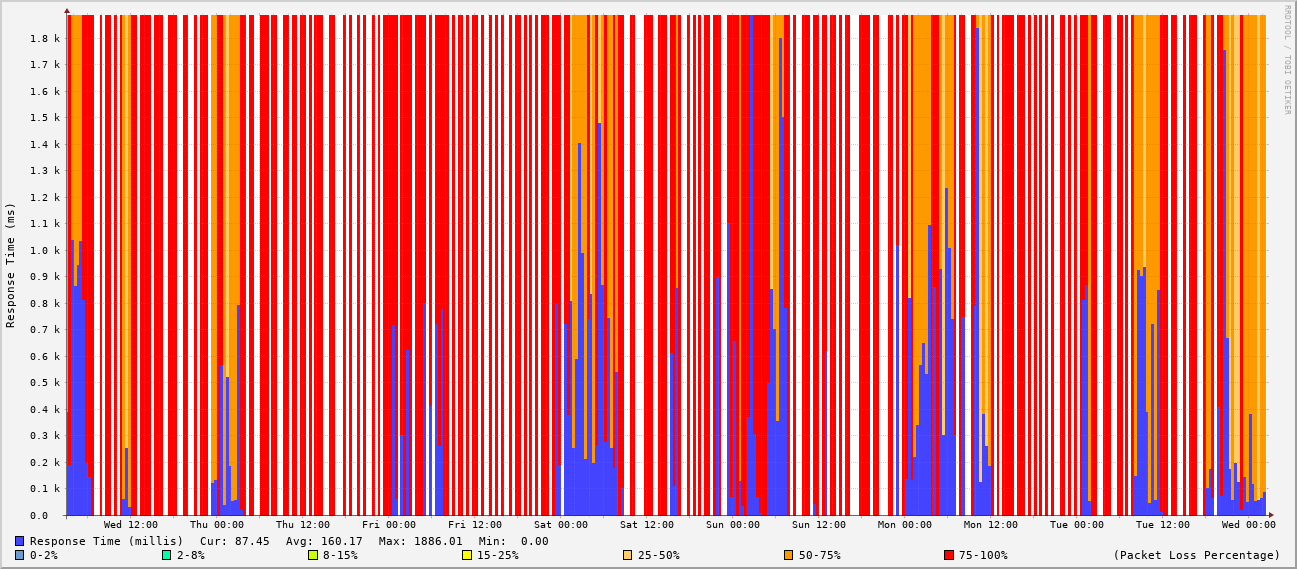 RRDTOOL / TOBI OETIKER
Response Time (ms)
1.8 k
1.7 k
1.6 k
1.5 k
1.4 k
1.3 k
1.2 k
1.1 k
1.0 k
0.9 k
0.8 k
0.7 k
0.6 k
0.5 k
0.4 k
0.3 k
0.2 k
0.1 k
0.0
Wed 12:00 Thu 00:00 Thu 12:00 Fri 00:00 Fri 12:00 Sat 00:00 Sat 12:00 Sun 00:00 Sun 12:00 Mon 00:00 Mon 12:00 Tue 00:00 Tue 12:00 Wed 00:00
Response Time (millis) Cur: 87.45 Avg: 160.17 Max: 1886.01 Min: 0.00
0-2% 2-8% 8-15% 15-25% 25-50% 50-75% 75-100% (Packet Loss Percentage)